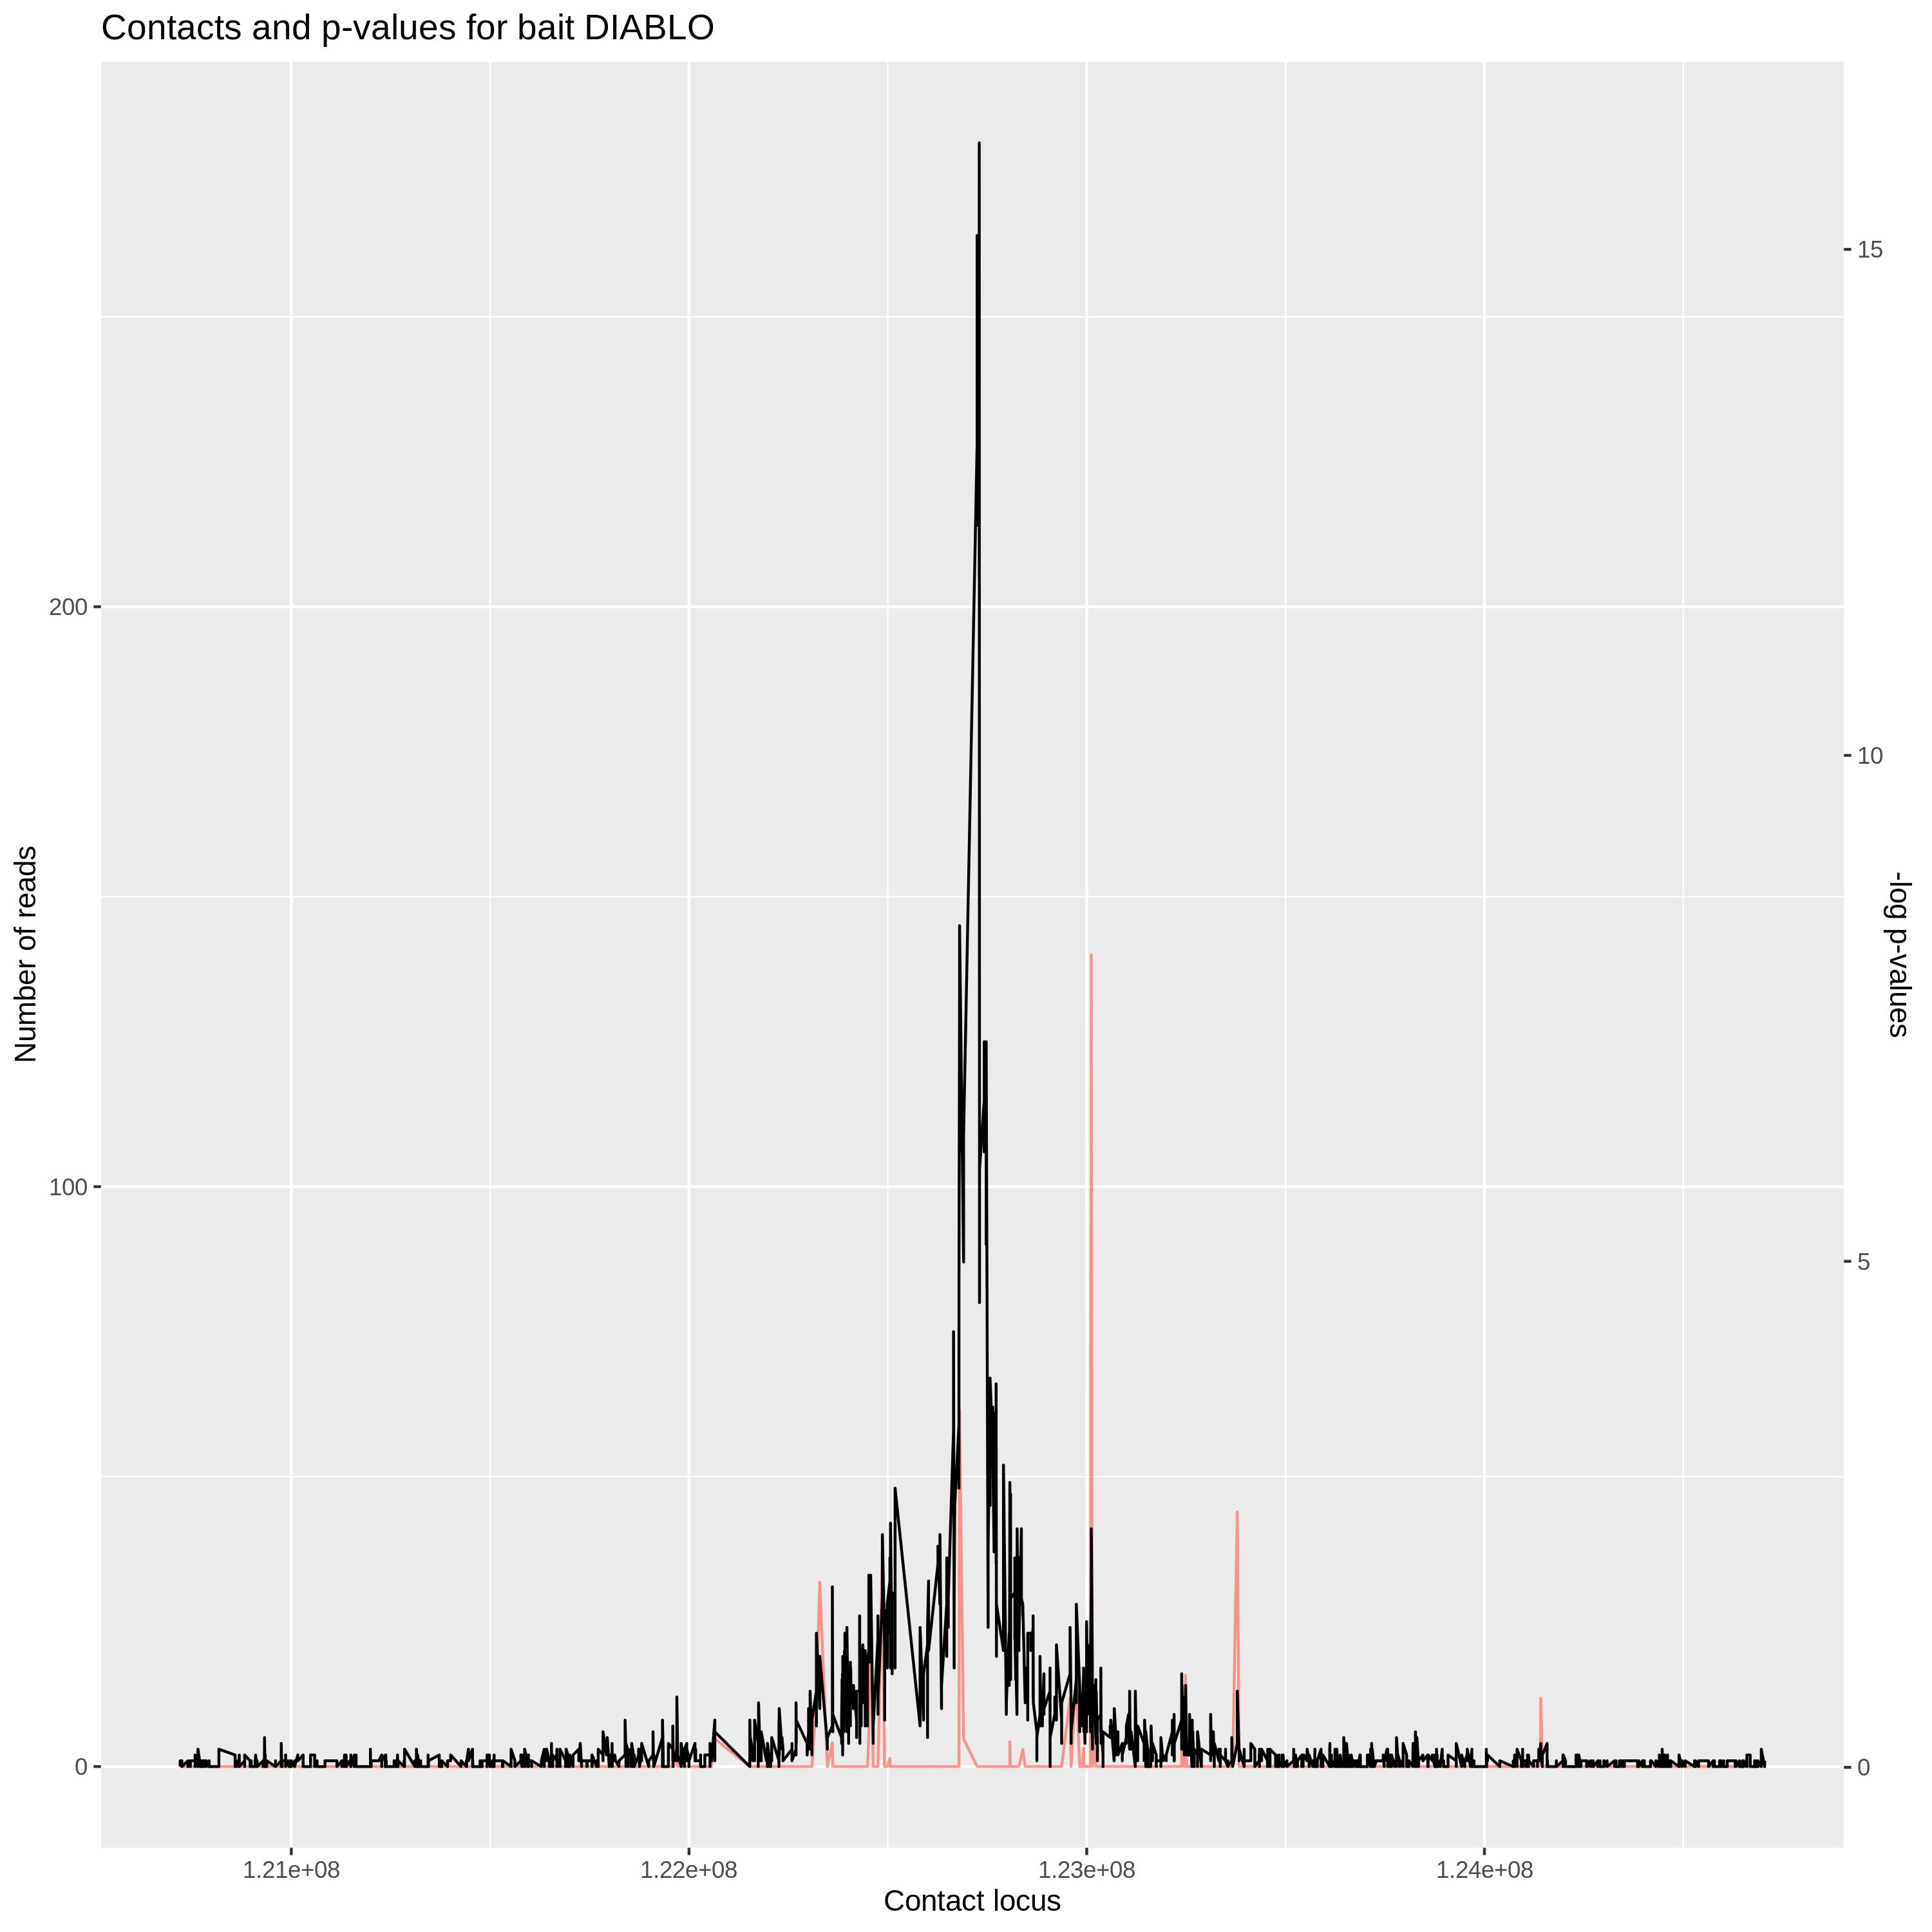 Contacts and p-values for bait DIABLO
200
100
0
Number of reads
15
10
5
0
-log p-values
1.21e+08
1.22e+08
1.23e+08
1.24e+08
Contact locus